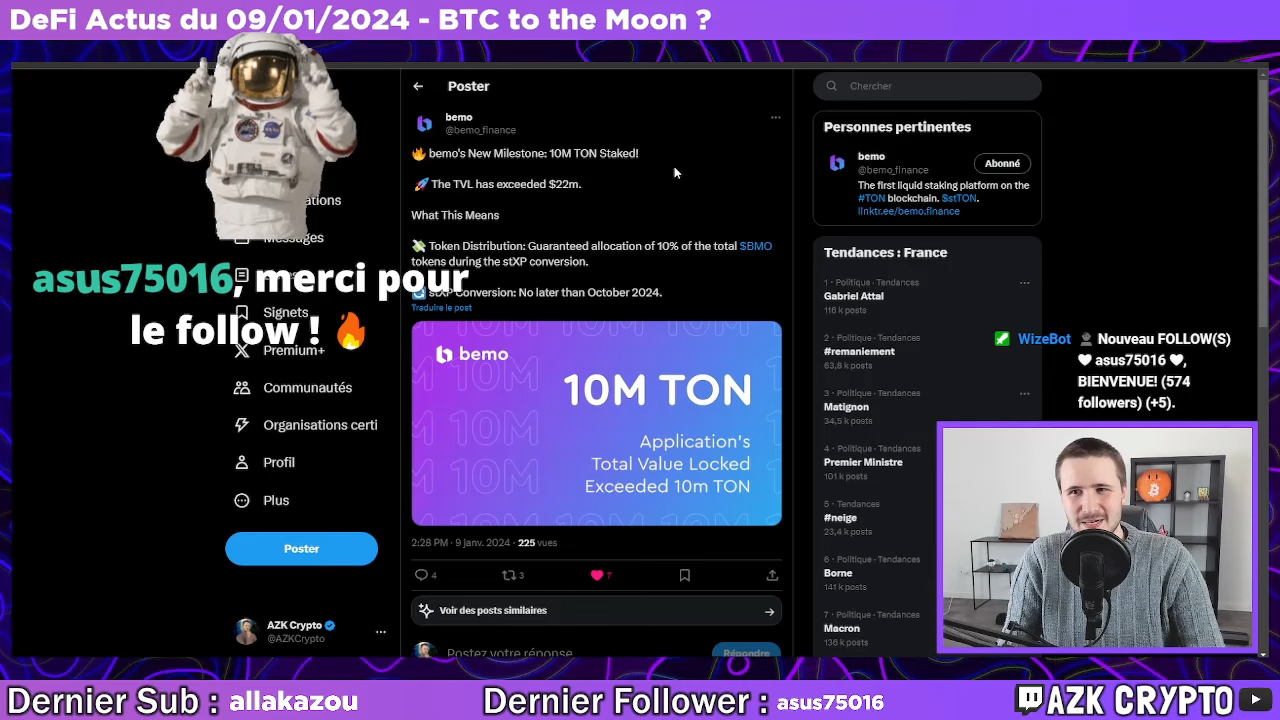 DeFi Actus du 09/01/2024 - BTC to the Moon ?
Poster
bemo
@bemo_finance
🔥 bemo's New Milestone: 10M TON Staked!
🚀 The TVL has exceeded $22m.
What This Means
💸 Token Distribution: Guaranteed allocation of 10% of the total $BMO
tokens during the stXP conversion.
stXP Conversion: No later than October 2024.
Traduire le post
bemo
10M TON
Application's
Total Value Locked
Exceeded 10m TON
10M
2:28 PM · 9 janv. 2024 · 225 vues
4
3
7
Voir des posts similaires
Postez votre réponse
Répondre
Messages
Signets
Premium+
Communautés
Organisations certi
Profil
Plus
Poster
AZK Crypto
@AZKCrypto
asus75016, merci pour
le follow ! 🔥
Chercher
Personnes pertinentes
bemo
@bemo_finance
Abonné
The first liquid staking platform on the
#TON blockchain. $stTON.
linktr.ee/bemo.finance
Tendances : France
1 · Politique · Tendances
Gabriel Attal
116 k posts
2 · Politique · Tendances
#remaniement
63,8 k posts
3 · Politique · Tendances
Matignon
34,5 k posts
4 · Politique · Tendances
Premier Ministre
101 k posts
5 · Tendances
#neige
23,4 k posts
6 · Politique · Tendances
Borne
141 k posts
7 · Politique · Tendances
Macron
136 k posts
WizeBot Nouveau FOLLOW(S)
♥ asus75016 ♥,
BIENVENUE! (574
followers) (+5).
Dernier Sub : allakazou
Dernier Follower : asus75016
AZK CRYPTO